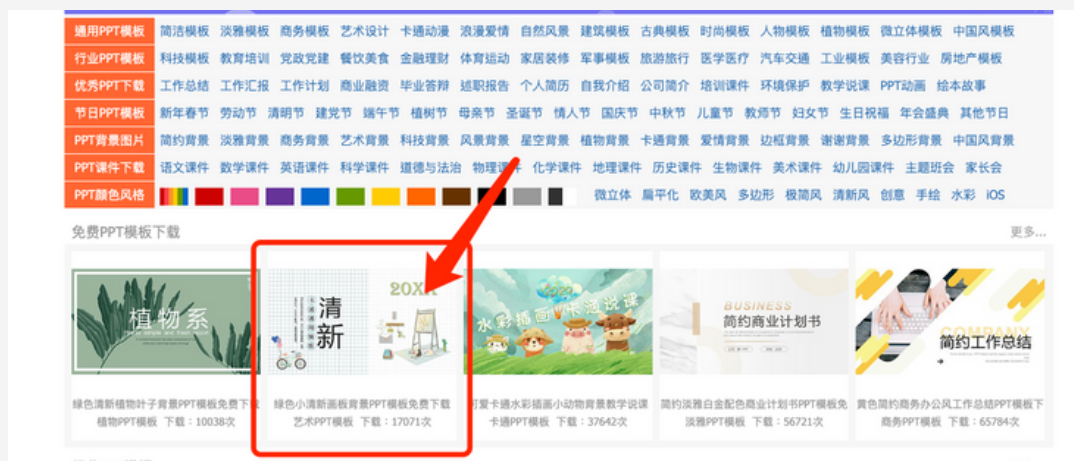 通用PPT模板 简洁模板 淡雅模板 商务模板 艺术设计 卡通动漫 浪漫爱情 自然风景 建筑模板 古典模板 时尚模板 人物模板 植物模板 微立体模板 中国风模板
行业PPT模板 科技模板 教育培训 党政党建 餐饮美食 金融理财 体育运动 家居装修 军事模板 旅游旅行 医学医疗 汽车交通 工业模板 美容行业 房地产模板
优秀PPT下载 工作总结 工作汇报 工作计划 商业融资 毕业答辩 述职报告 个人简历 自我介绍 公司简介 培训课件 环境保护 教学说课 PPT动画 绘本故事
节日PPT模板 新年春节 劳动节 清明节 建党节 端午节 植树节 母亲节 圣诞节 情人节 国庆节 中秋节 儿童节 教师节 妇女节 生日祝福 年会盛典 其他节日
PPT背景图片 简约背景 淡雅背景 商务背景 艺术背景 科技背景 风景背景 星空背景 植物背景 卡通背景 爱情背景 边框背景 谢谢背景 多边形背景 中国风背景
PPT课件下载 语文课件 数学课件 英语课件 科学课件 道德与法治 物理课件 化学课件 地理课件 历史课件 生物课件 美术课件 幼儿园课件 主题班会 家长会
PPT颜色风格 微立体 扁平化 欧美风 多边形 极简风 清新风 创意 手绘 水彩 iOS
免费PPT模板下载 更多...
植物系
清新
20XX
2020
水彩插画 卡通说课
BUSINESS
简约商业计划书
COMPANY
简约工作总结
绿色清新植物叶子背景PPT模板免费下 绿色小清新画板背景PPT模板免费下载 可爱卡通水彩插画小动物背景教学说课 简约淡雅白金配色商业计划书PPT模板免 黄色简约商务办公风工作总结PPT模板下
植物PPT模板 下载：10038次 艺术PPT模板 下载：17071次 卡通PPT模板 下载：37642次 淡雅PPT模板 下载：56721次 商务PPT模板 下载：65784次